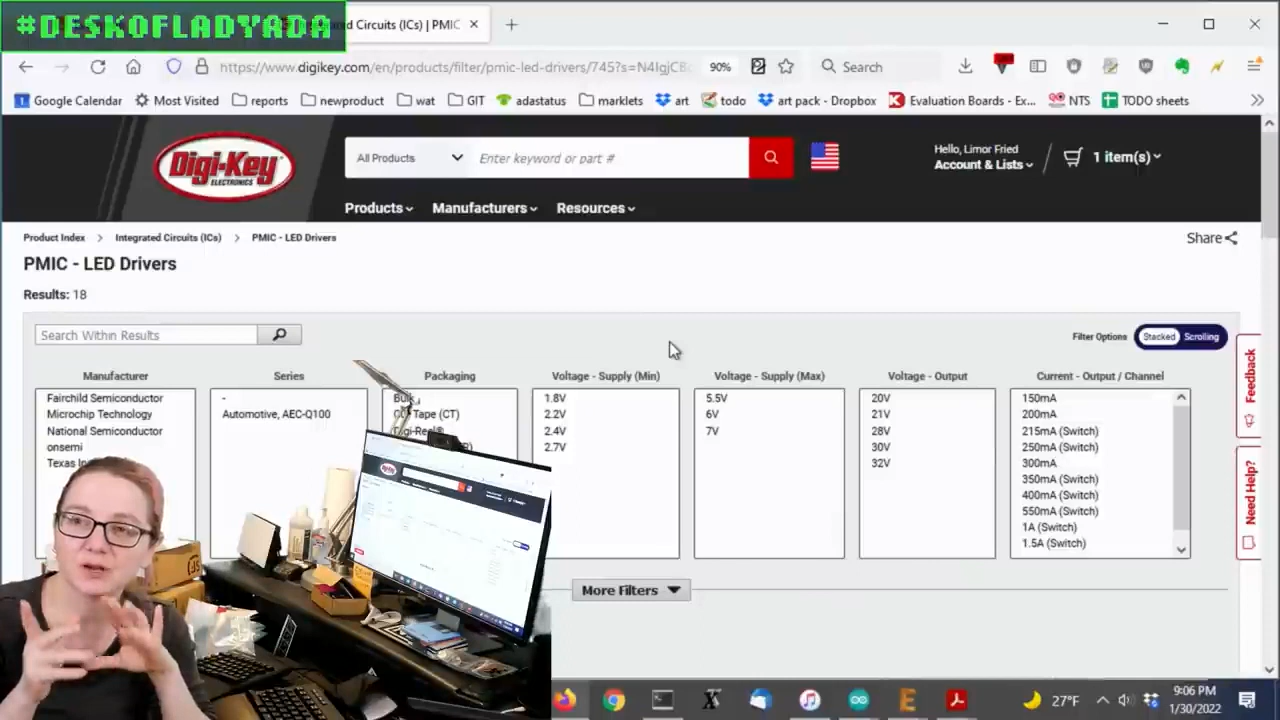 #DESKOFLADYADA
Circuits (ICs) | PMIC
https://www.digikey.com/en/products/filter/pmic-led-drivers/745?s=N4IgjCBc
90%
Search
Google Calendar
Most Visited
reports
newproduct
wat
GIT
adastatus
marklets
art
todo
art pack - Dropbox
Evaluation Boards - Ex...
NTS
TODO sheets
Digi-Key
ELECTRONICS
All Products
Enter keyword or part #
Hello, Limor Fried
Account & Lists
1 item(s)
Products
Manufacturers
Resources
Product Index > Integrated Circuits (ICs) > PMIC - LED Drivers
Share
PMIC - LED Drivers
Results: 18
Search Within Results
Filter Options
Stacked
Scrolling
Manufacturer
Fairchild Semiconductor
Microchip Technology
National Semiconductor
onsemi
Series
-
Automotive, AEC-Q100
Packaging
Bulk
Tape (CT)
Digi-Reel®
Voltage - Supply (Min)
1.8V
2.2V
2.4V
2.7V
Voltage - Supply (Max)
5.5V
6V
7V
Voltage - Output
20V
21V
28V
30V
32V
Current - Output / Channel
150mA
200mA
215mA (Switch)
250mA (Switch)
300mA
350mA (Switch)
400mA (Switch)
550mA (Switch)
1A (Switch)
1.5A (Switch)
Feedback
Need Help?
More Filters
27°F
9:06 PM
1/30/2022